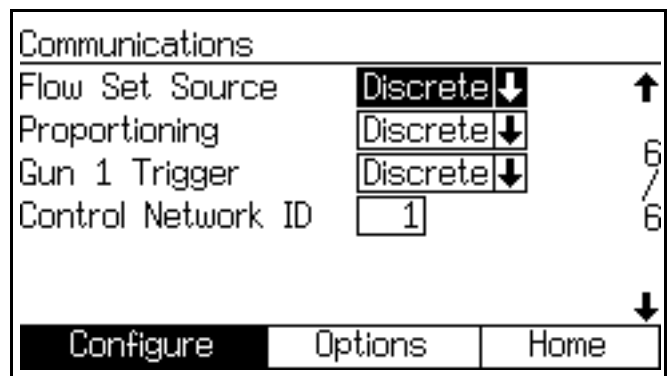 Communications
Flow Set Source Discrete
Proportioning Discrete
Gun 1 Trigger Discrete
Control Network ID 1
6/6
Configure Options Home